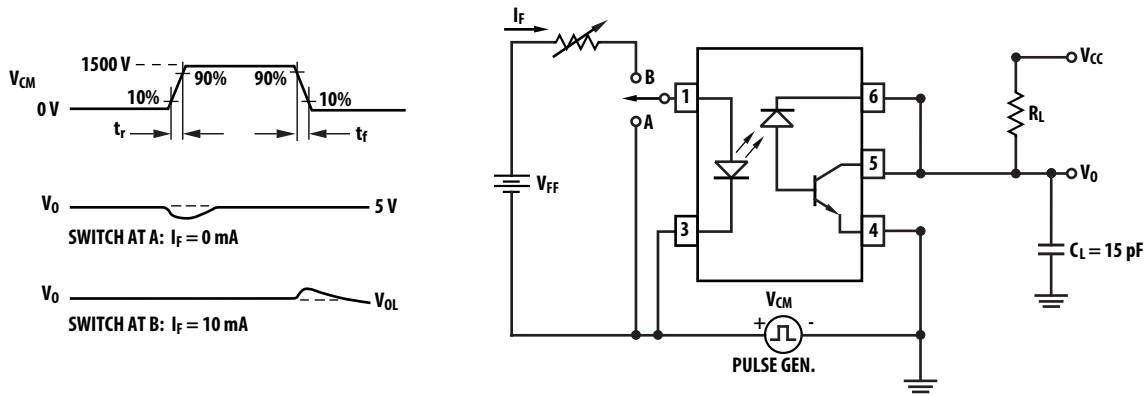 1500 V
V_CM
90% 90%
10% 10%
0 V
t_r t_f
V_O 5 V
SWITCH AT A: I_F = 0 mA
V_O V_OL
SWITCH AT B: I_F = 10 mA
I_F
B
A
V_FF
1
3
6
5
4
V_CC
R_L
V_O
C_L = 15 pF
V_CM
+ -
PULSE GEN.